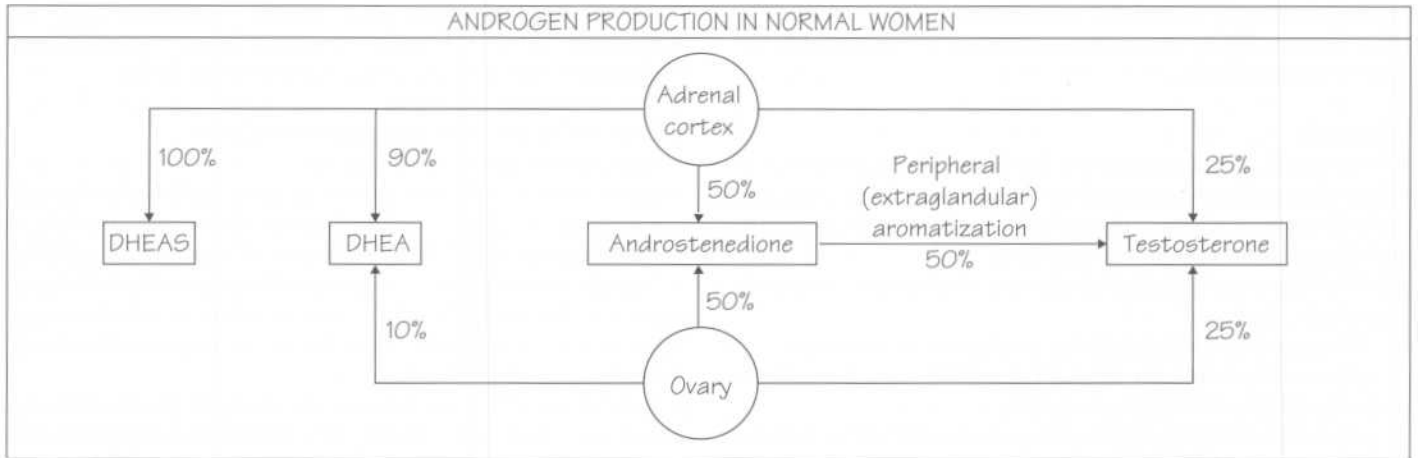 ANDROGEN PRODUCTION IN NORMAL WOMEN
Adrenal
cortex
100%
90%
50%
Peripheral
(extraglandular)
aromatization
50%
25%
DHEAS
DHEA
Androstenedione
Testosterone
10%
50%
25%
Ovary